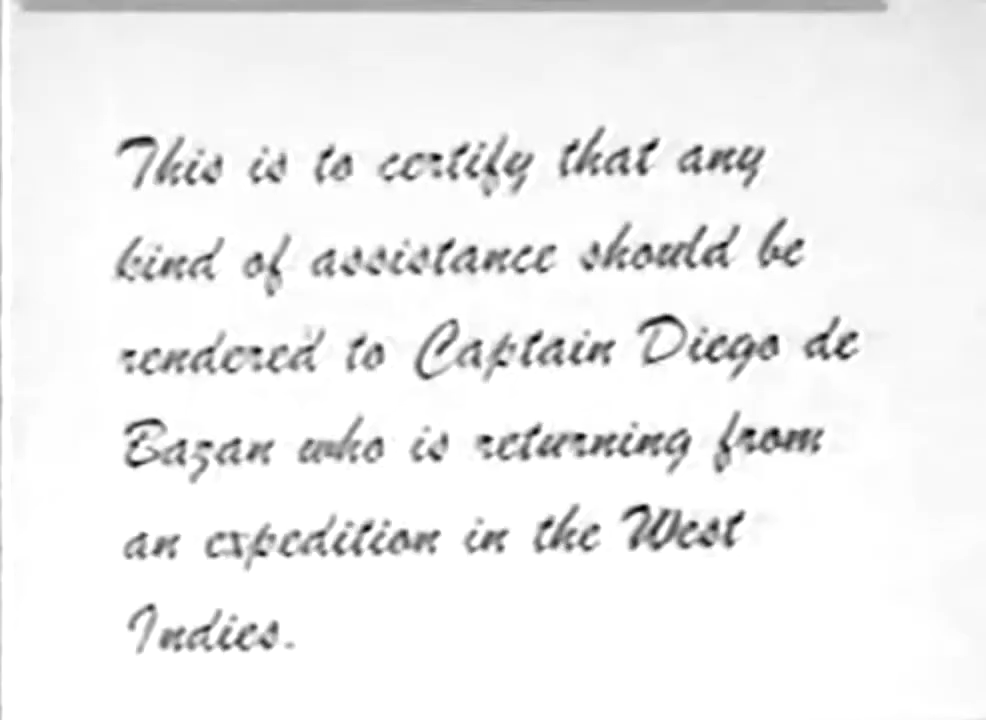 This is to certify that any
kind of assistance should be
rendered to Captain Diego de
Bazan who is returning from
an expedition in the West
Indies.